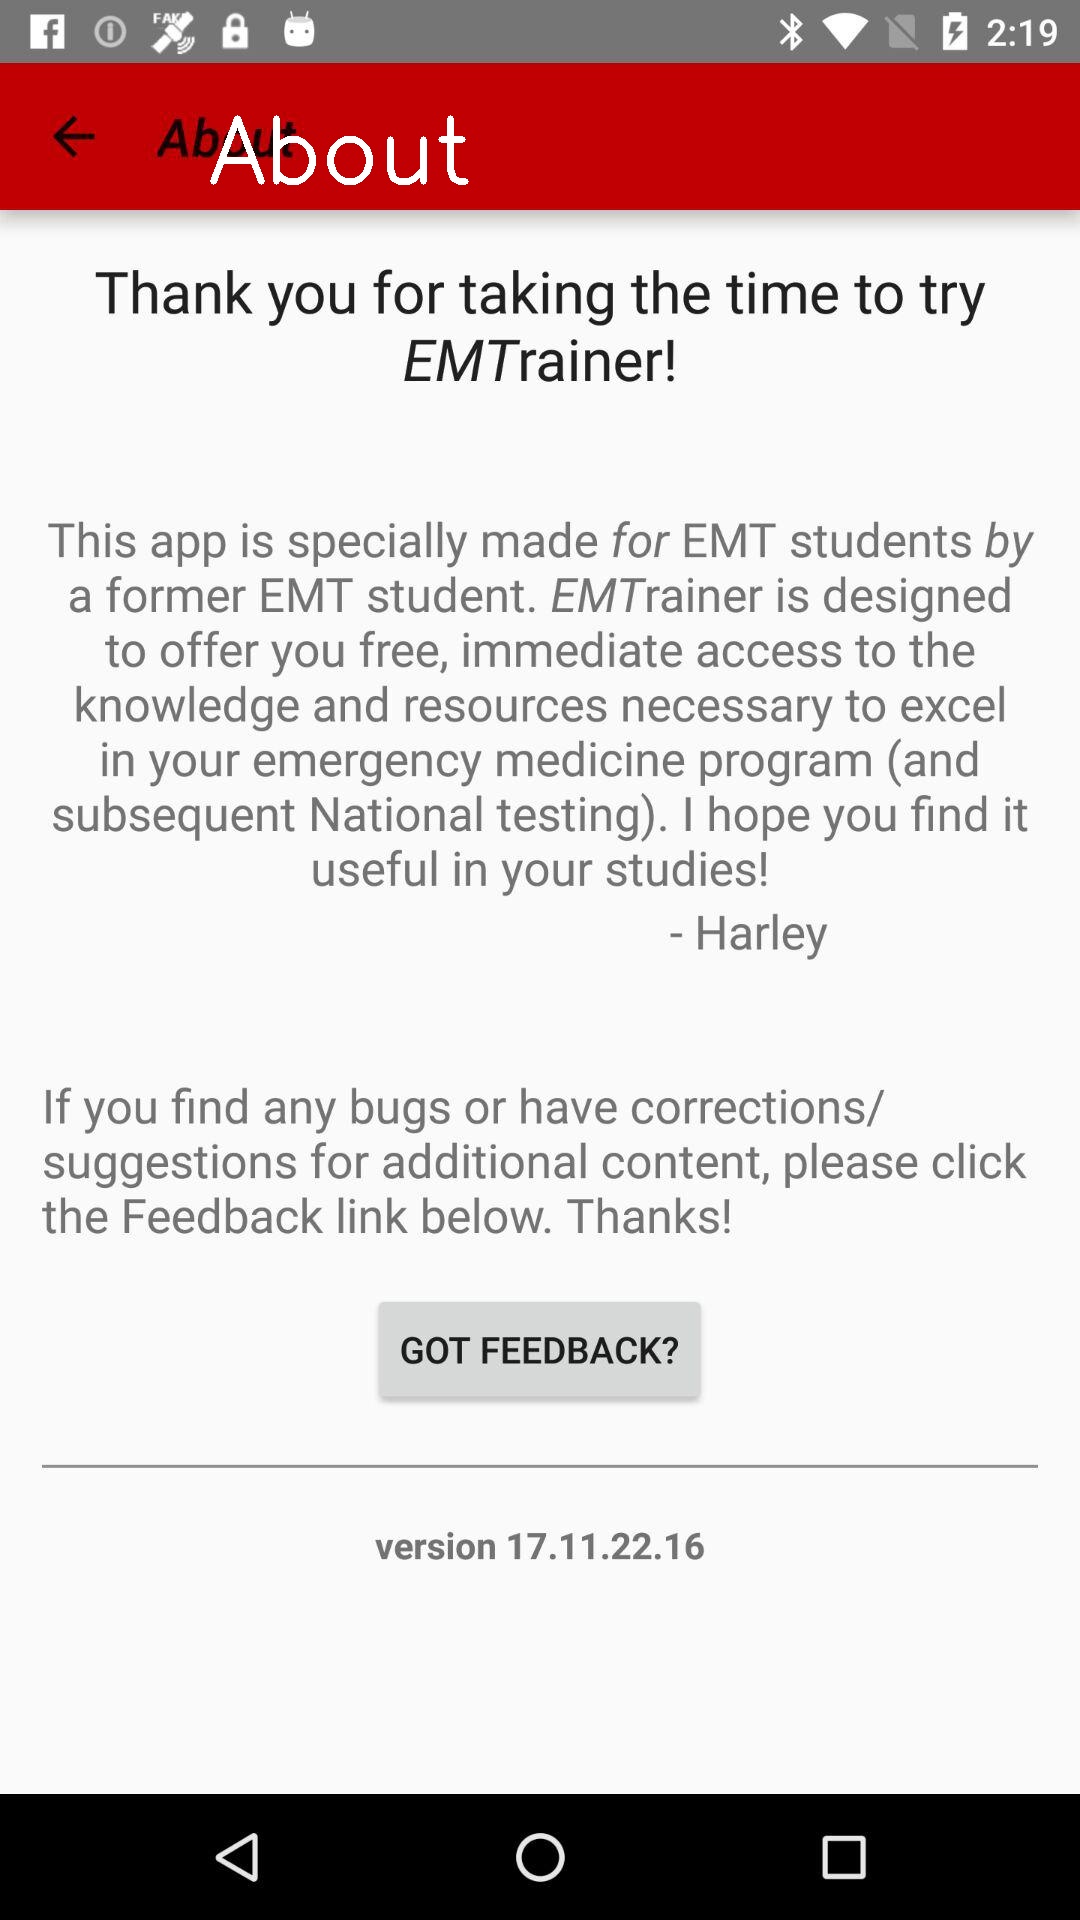 FAKE
2:19
About
About
Thank you for taking the time to try
EMTrainer!
This app is specially made for EMT students by
a former EMT student. EMTrainer is designed
to offer you free, immediate access to the
knowledge and resources necessary to excel
in your emergency medicine program (and
subsequent National testing). I hope you find it
useful in your studies!
- Harley
If you find any bugs or have corrections/
suggestions for additional content, please click
the Feedback link below. Thanks!
GOT FEEDBACK?
version 17.11.22.16